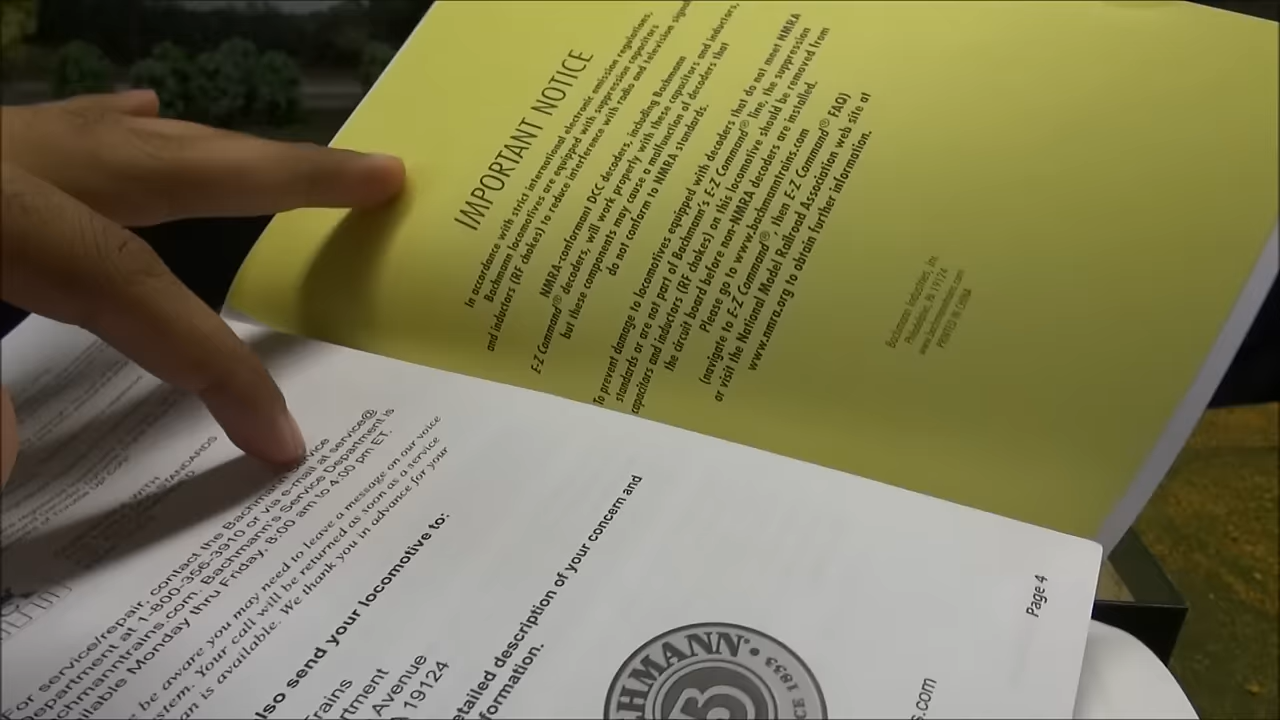 IMPORTANT NOTICE
In accordance with strict international electronic emission regulations,
Bachmann locomotives are equipped with suppression capacitors
and inductors (RF chokes) to reduce interference with radio and television
NMRA-conformant DCC decoders, including Bachmann
E-Z Command® decoders, will work properly with these capacitors and inductors,
but these components may cause a malfunction of decoders that
do not conform to NMRA standards.
To prevent damage to locomotives equipped with decoders that do not meet NMRA
standards or are not part of Bachmann's E-Z Command® line, the suppression
capacitors and inductors (RF chokes) on this locomotive should be removed from
the circuit board before non-NMRA decoders are installed.
Please go to www.bachmanntrains.com
(navigate to E-Z Command®, then E-Z Command® FAQ)
or visit the National Model Railroad Association web site at
www.nmra.org to obtain further information.
Bachmann Industries, Inc.
Philadelphia, PA 19124
www.bachmanntrains.com
PRINTED IN CHINA
WITH STANDARDS
For service/repair, contact the Bachmann Service
Department at 1-800-356-3910 or via e-mail at service@
chmanntrains.com. Bachmann's Service Department is
ailable Monday thru Friday, 8:00 am to 4:00 pm ET.
be aware you may need to leave a message on our voice
stem. Your call will be returned as soon as a service
an is available. We thank you in advance for your
also send your locomotive to:
Trains
rtment
Avenue
19124
etailed description of your concern and
formation.
HMANN®
CE 1833
B
s.com
Page 4